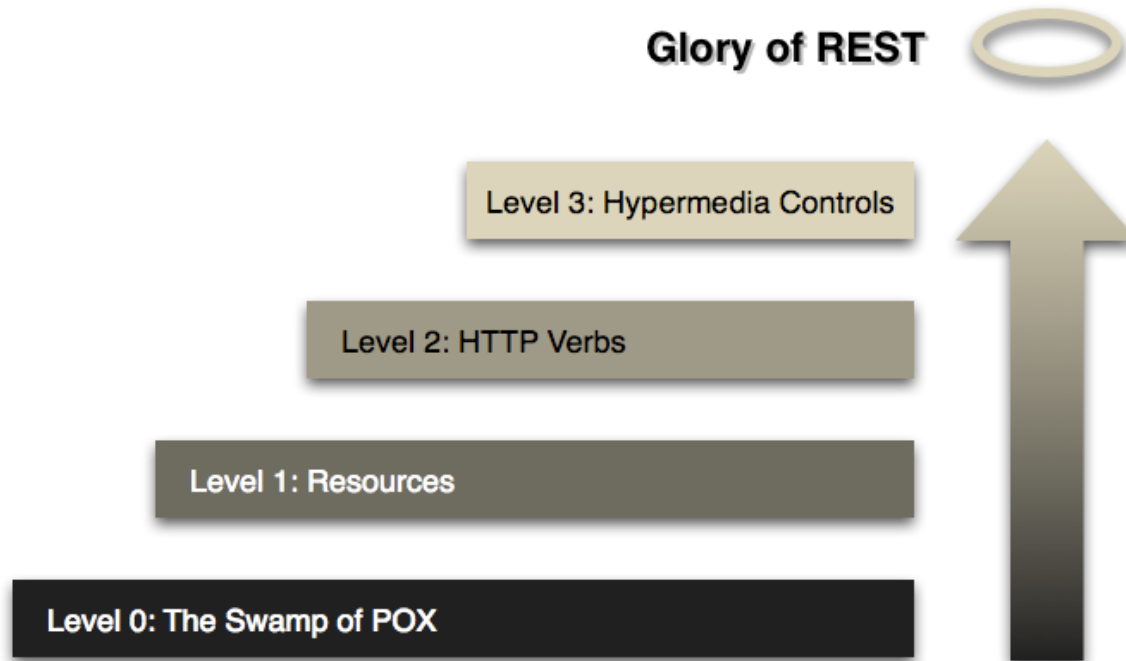 Glory of REST
Level 3: Hypermedia Controls
Level 2: HTTP Verbs
Level 1: Resources
Level 0: The Swamp of POX